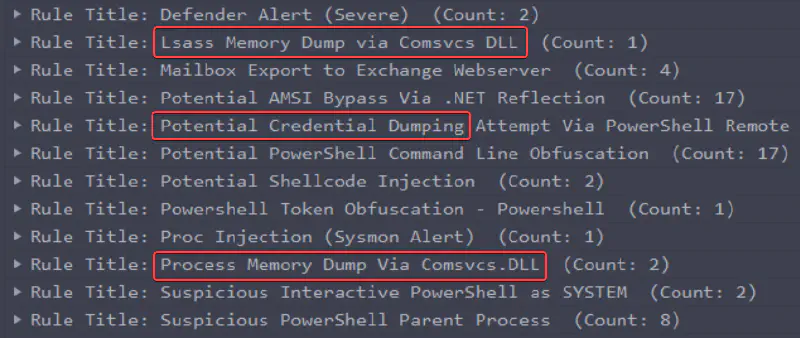 ▸ Rule Title: Defender Alert (Severe) (Count: 2)
▸ Rule Title: Lsass Memory Dump via Comsvcs DLL (Count: 1)
▸ Rule Title: Mailbox Export to Exchange Webserver (Count: 4)
▸ Rule Title: Potential AMSI Bypass Via .NET Reflection (Count: 17)
▸ Rule Title: Potential Credential Dumping Attempt Via PowerShell Remote
▸ Rule Title: Potential PowerShell Command Line Obfuscation (Count: 17)
▸ Rule Title: Potential Shellcode Injection (Count: 2)
▸ Rule Title: Powershell Token Obfuscation - Powershell (Count: 1)
▸ Rule Title: Proc Injection (Sysmon Alert) (Count: 1)
▸ Rule Title: Process Memory Dump Via Comsvcs.DLL (Count: 2)
▸ Rule Title: Suspicious Interactive PowerShell as SYSTEM (Count: 2)
▸ Rule Title: Suspicious PowerShell Parent Process (Count: 8)